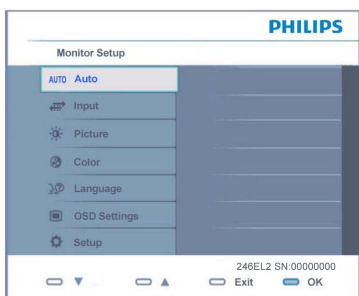 PHILIPS
Monitor Setup
AUTO Auto
Input
Picture
Color
Language
OSD Settings
Setup
246EL2 SN:00000000
Exit OK